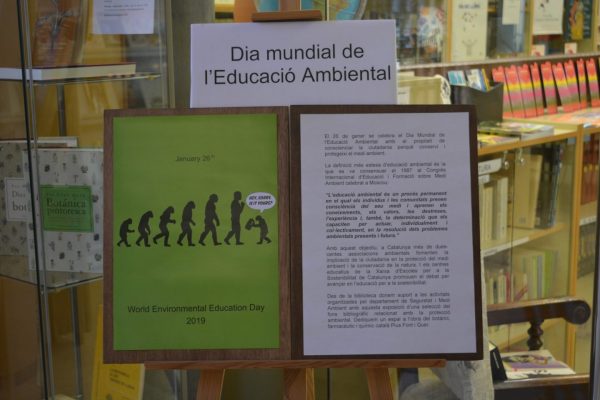 Dia mundial de
l'Educació Ambiental
January 26th
World Environmental Education Day
2019
El 26 de gener se celebra el Dia Mundial de
l'Educació Ambiental amb el propòsit de
conscienciar la ciutadania perquè conservi i
protegeixi el medi ambient.
La definició més estesa d'educació ambiental és la
que es va consensuar el 1987 al Congrés
Internacional d'Educació i Formació sobre Medi
Ambient celebrat a Moscou:
"L'educació ambiental és un procés permanent
en el qual els individus i les comunitats prenen
consciència del seu medi i aprenen els
coneixements, els valors, les destreses,
l'experiència i, també, la determinació que els
capaciten per actuar, individualment i
col·lectivament, en la resolució dels problemes
ambientals presents i futurs."
Amb aquest objectiu, a Catalunya més de dues-
centes associacions ambientals fomenten la
implicació de la ciutadania en la protecció del medi
ambient i la conservació de la natura, i els centres
educatius de la Xarxa d'Escoles per a la
Sostenibilitat de Catalunya promouen el debat per
avançar en l'educació per a la sostenibilitat.
Des de la biblioteca donem suport a les activitats
organitzades pel departament de Seguretat i Medi
Ambient amb aquesta exposició d'una selecció del
fons bibliogràfic relacionat amb la protecció
ambiental. Dediquem un espai a l'obra del botànic,
farmacèutic i químic català Pius Font i Quer.
Botànica
pintoresca